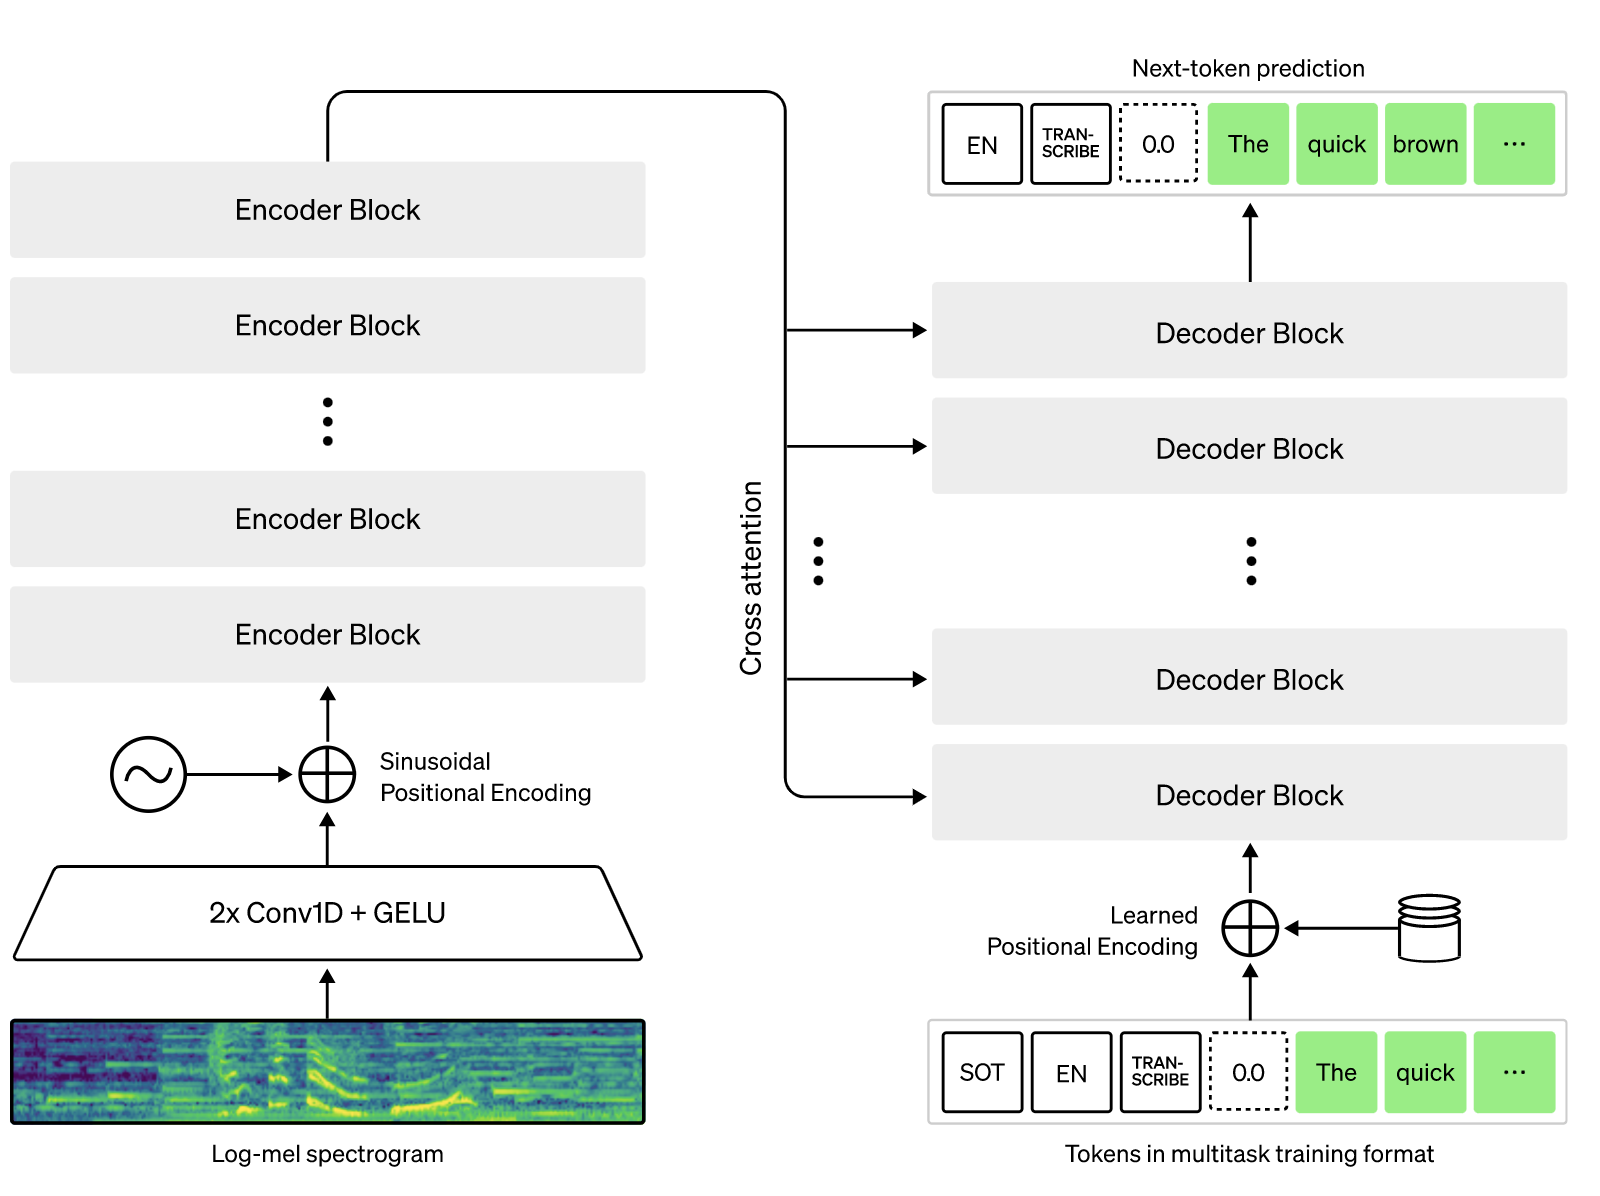 Next-token prediction
EN
TRAN-
SCRIBE
0.0
The
quick
brown
...
Encoder Block
Encoder Block
Encoder Block
Encoder Block
Sinusoidal
Positional Encoding
2x Conv1D + GELU
Log-mel spectrogram
Cross attention
Decoder Block
Decoder Block
Decoder Block
Decoder Block
Learned
Positional Encoding
SOT
EN
TRAN-
SCRIBE
0.0
The
quick
...
Tokens in multitask training format